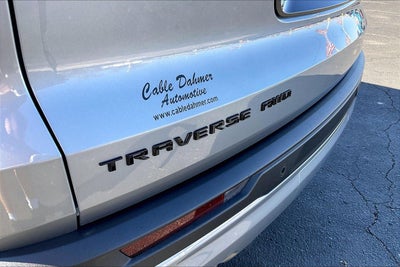 Cable Dahmer
Automotive
www.cabledahmer.com
TRAVERSE AWD